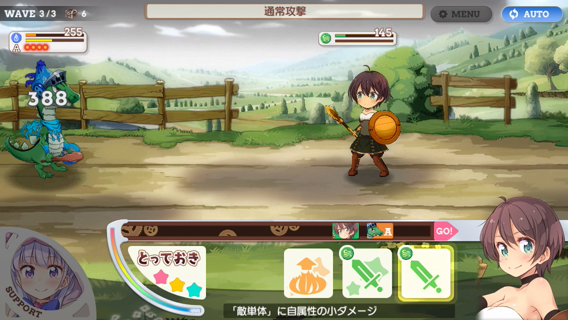 WAVE 3/3 6
通常攻撃
MENU
AUTO
255
A
145
388
A
GO!
とっておき
SUPPORT
「敵単体」に自属性の小ダメージ